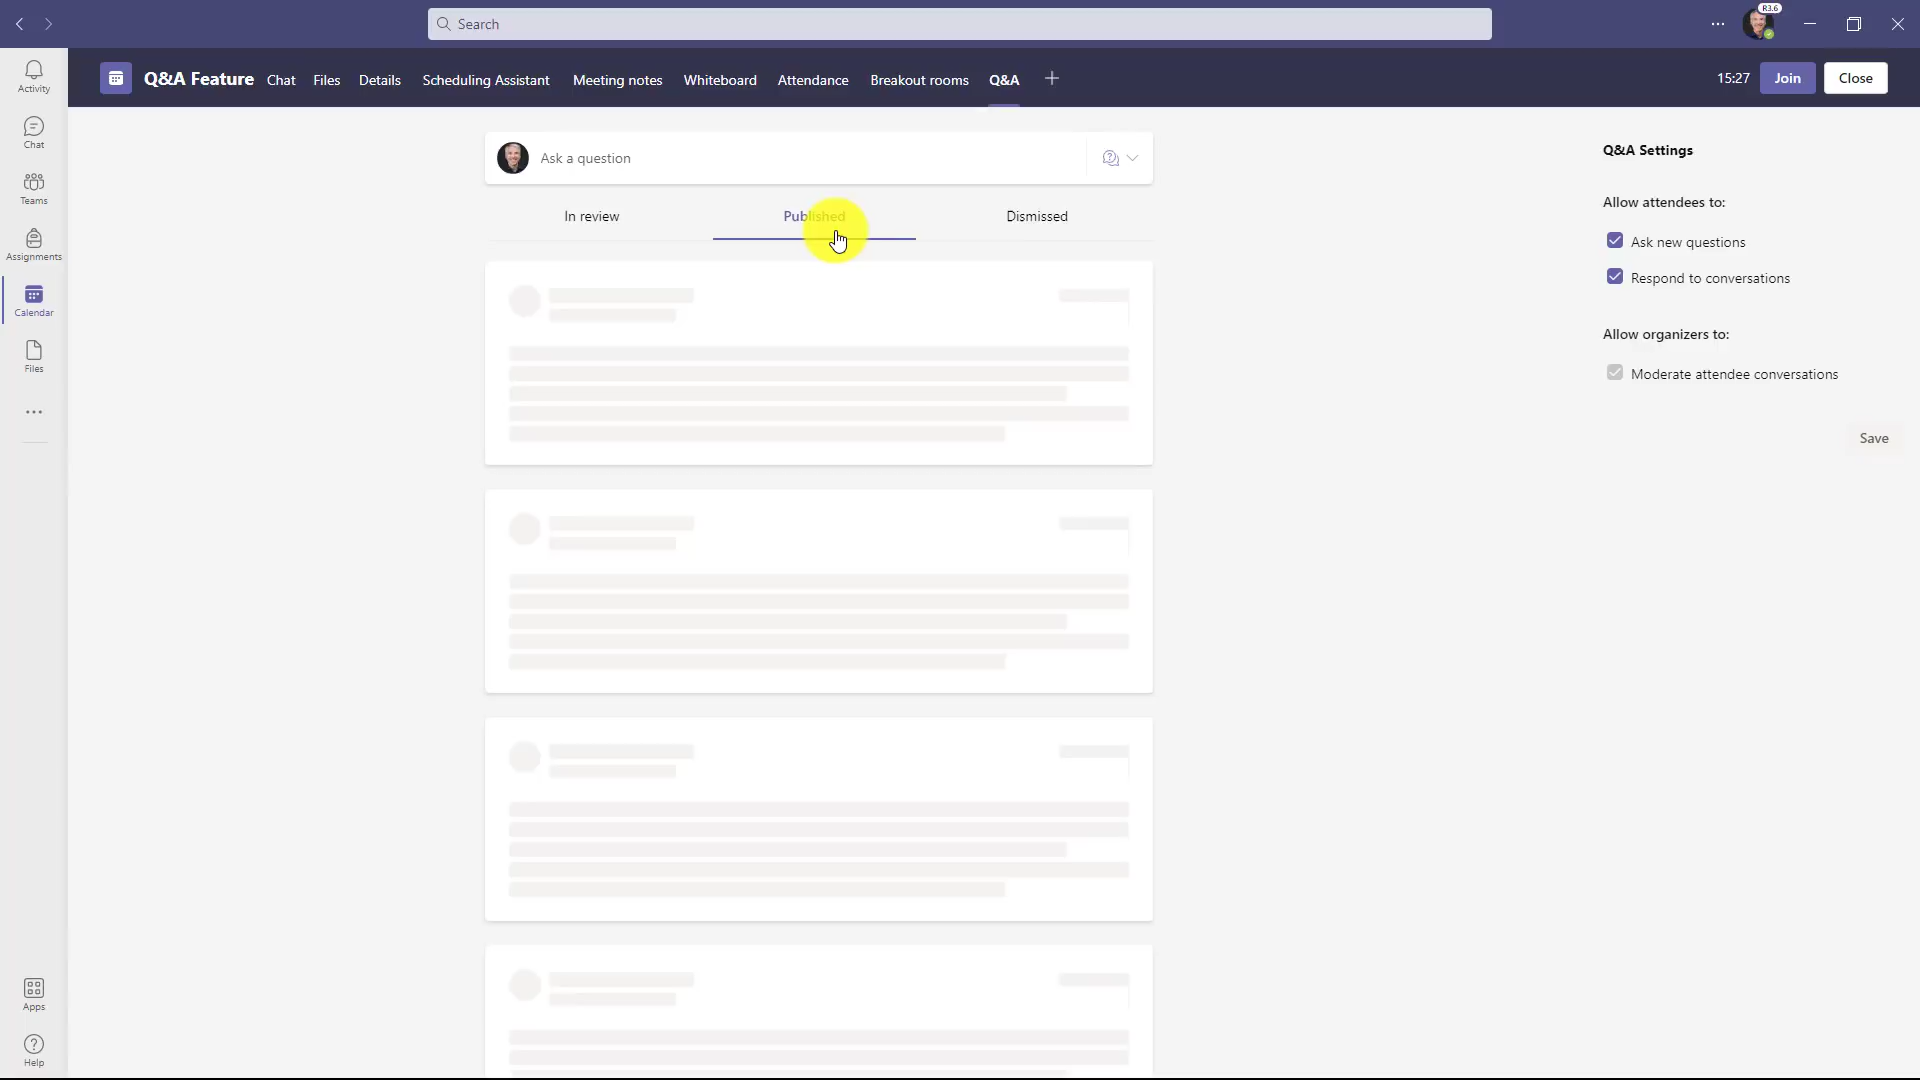 Search
R3.6
Activity
Chat
Teams
Assignments
Calendar
Files
Apps
Help
Q&A Feature Chat Files Details Scheduling Assistant Meeting notes Whiteboard Attendance Breakout rooms Q&A
15:27 Join Close
Ask a question
In review Published Dismissed
Q&A Settings
Allow attendees to:
Ask new questions
Respond to conversations
Allow organizers to:
Moderate attendee conversations
Save